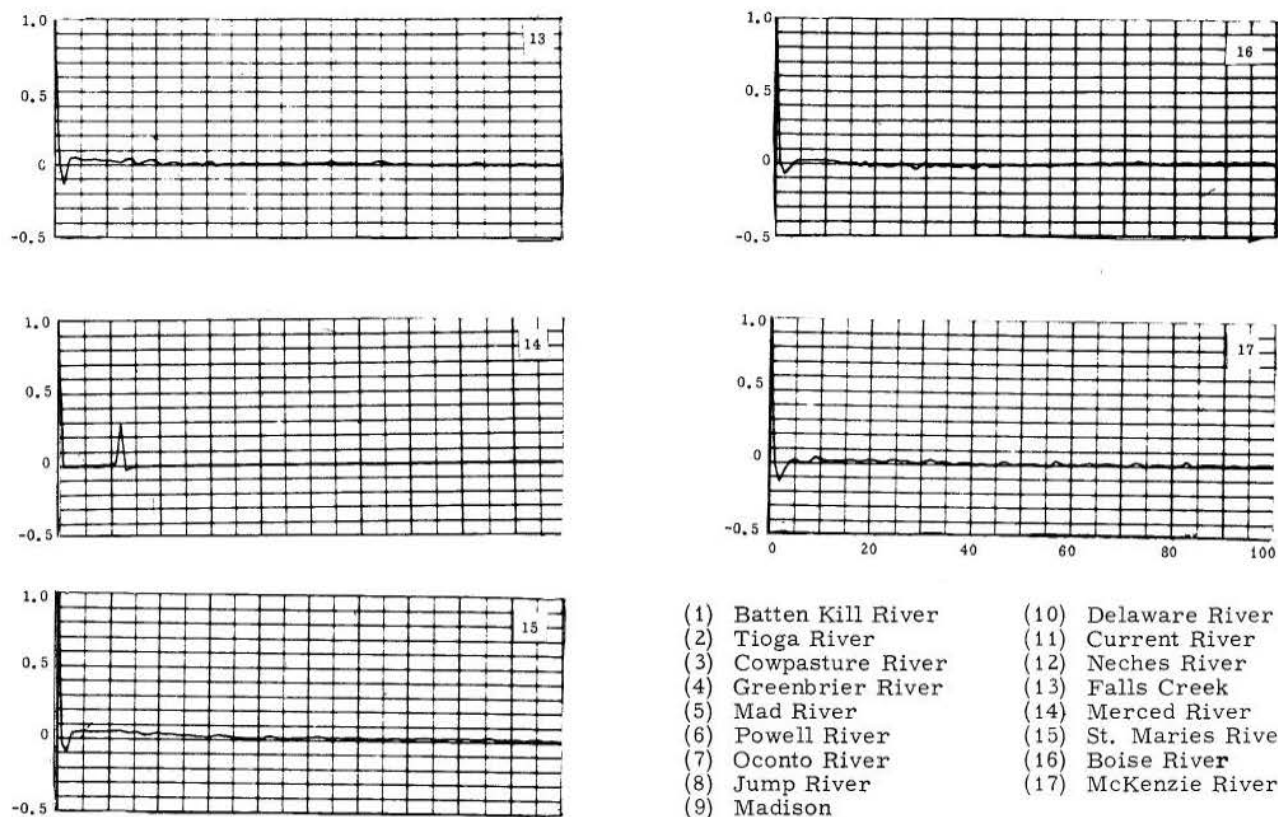 1.0
13
0.5
C
-0.5
1.0
14
0.5
0
-0.5
1.0
15
0.5
0
-0.5
1.0
16
0.5
0
-0.5
1.0
17
0.5
0
-0.5
0 20 40 60 80 100
(1) Batten Kill River
(2) Tioga River
(3) Cowpasture River
(4) Greenbrier River
(5) Mad River
(6) Powell River
(7) Oconto River
(8) Jump River
(9) Madison
(10) Delaware River
(11) Current River
(12) Neches River
(13) Falls Creek
(14) Merced River
(15) St. Maries Rive
(16) Boise River
(17) McKenzie River